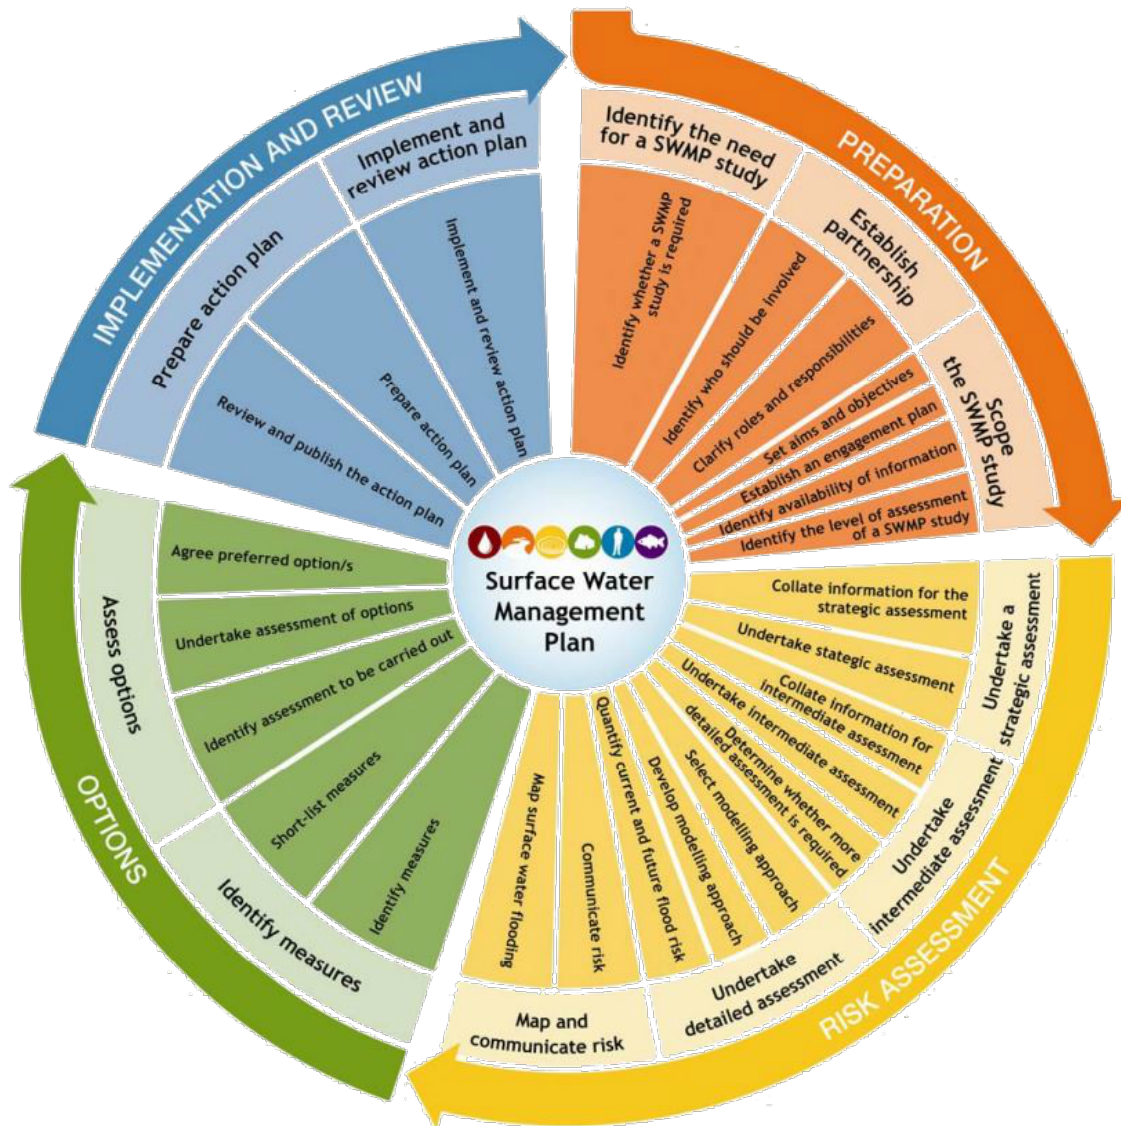 PREPARATION
Identify the need
for a SWMP study
Identify whether a SWMP
study is required
Establish
partnership
Identify who should be involved
Clarify roles and responsibilities
Scope
the SWMP study
Set aims and objectives
Establish an engagement plan
Identify availability of information
Identify the level of assessment
of a SWMP study
RISK ASSESSMENT
Undertake a
strategic assessment
Collate information for the
strategic assessment
Undertake stategic assessment
Undertake
intermediate assessment
Collate information for
intermediate assessment
Undertake intermediate assessment
Determine whether more
detailed assessment is required
Undertake
detailed assessment
Select modelling approach
Develop modelling approach
Quantify current and future flood risk
Map and
communicate risk
Communicate risk
Map surface water flooding
OPTIONS
Identify measures
Identify measures
Short-list measures
Assess options
Identify assessment to be carried out
Undertake assessment of options
Agree preferred option/s
IMPLEMENTATION AND REVIEW
Prepare action plan
Review and publish the action plan
Prepare action plan
Implement and
review action plan
Implement and review action plan
Surface Water
Management
Plan